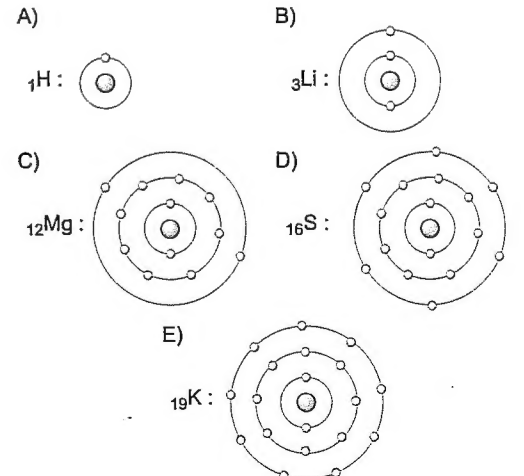 A)
₁H :
B)
₃Li :
C)
₁₂Mg :
D)
₁₆S :
E)
₁₉K :